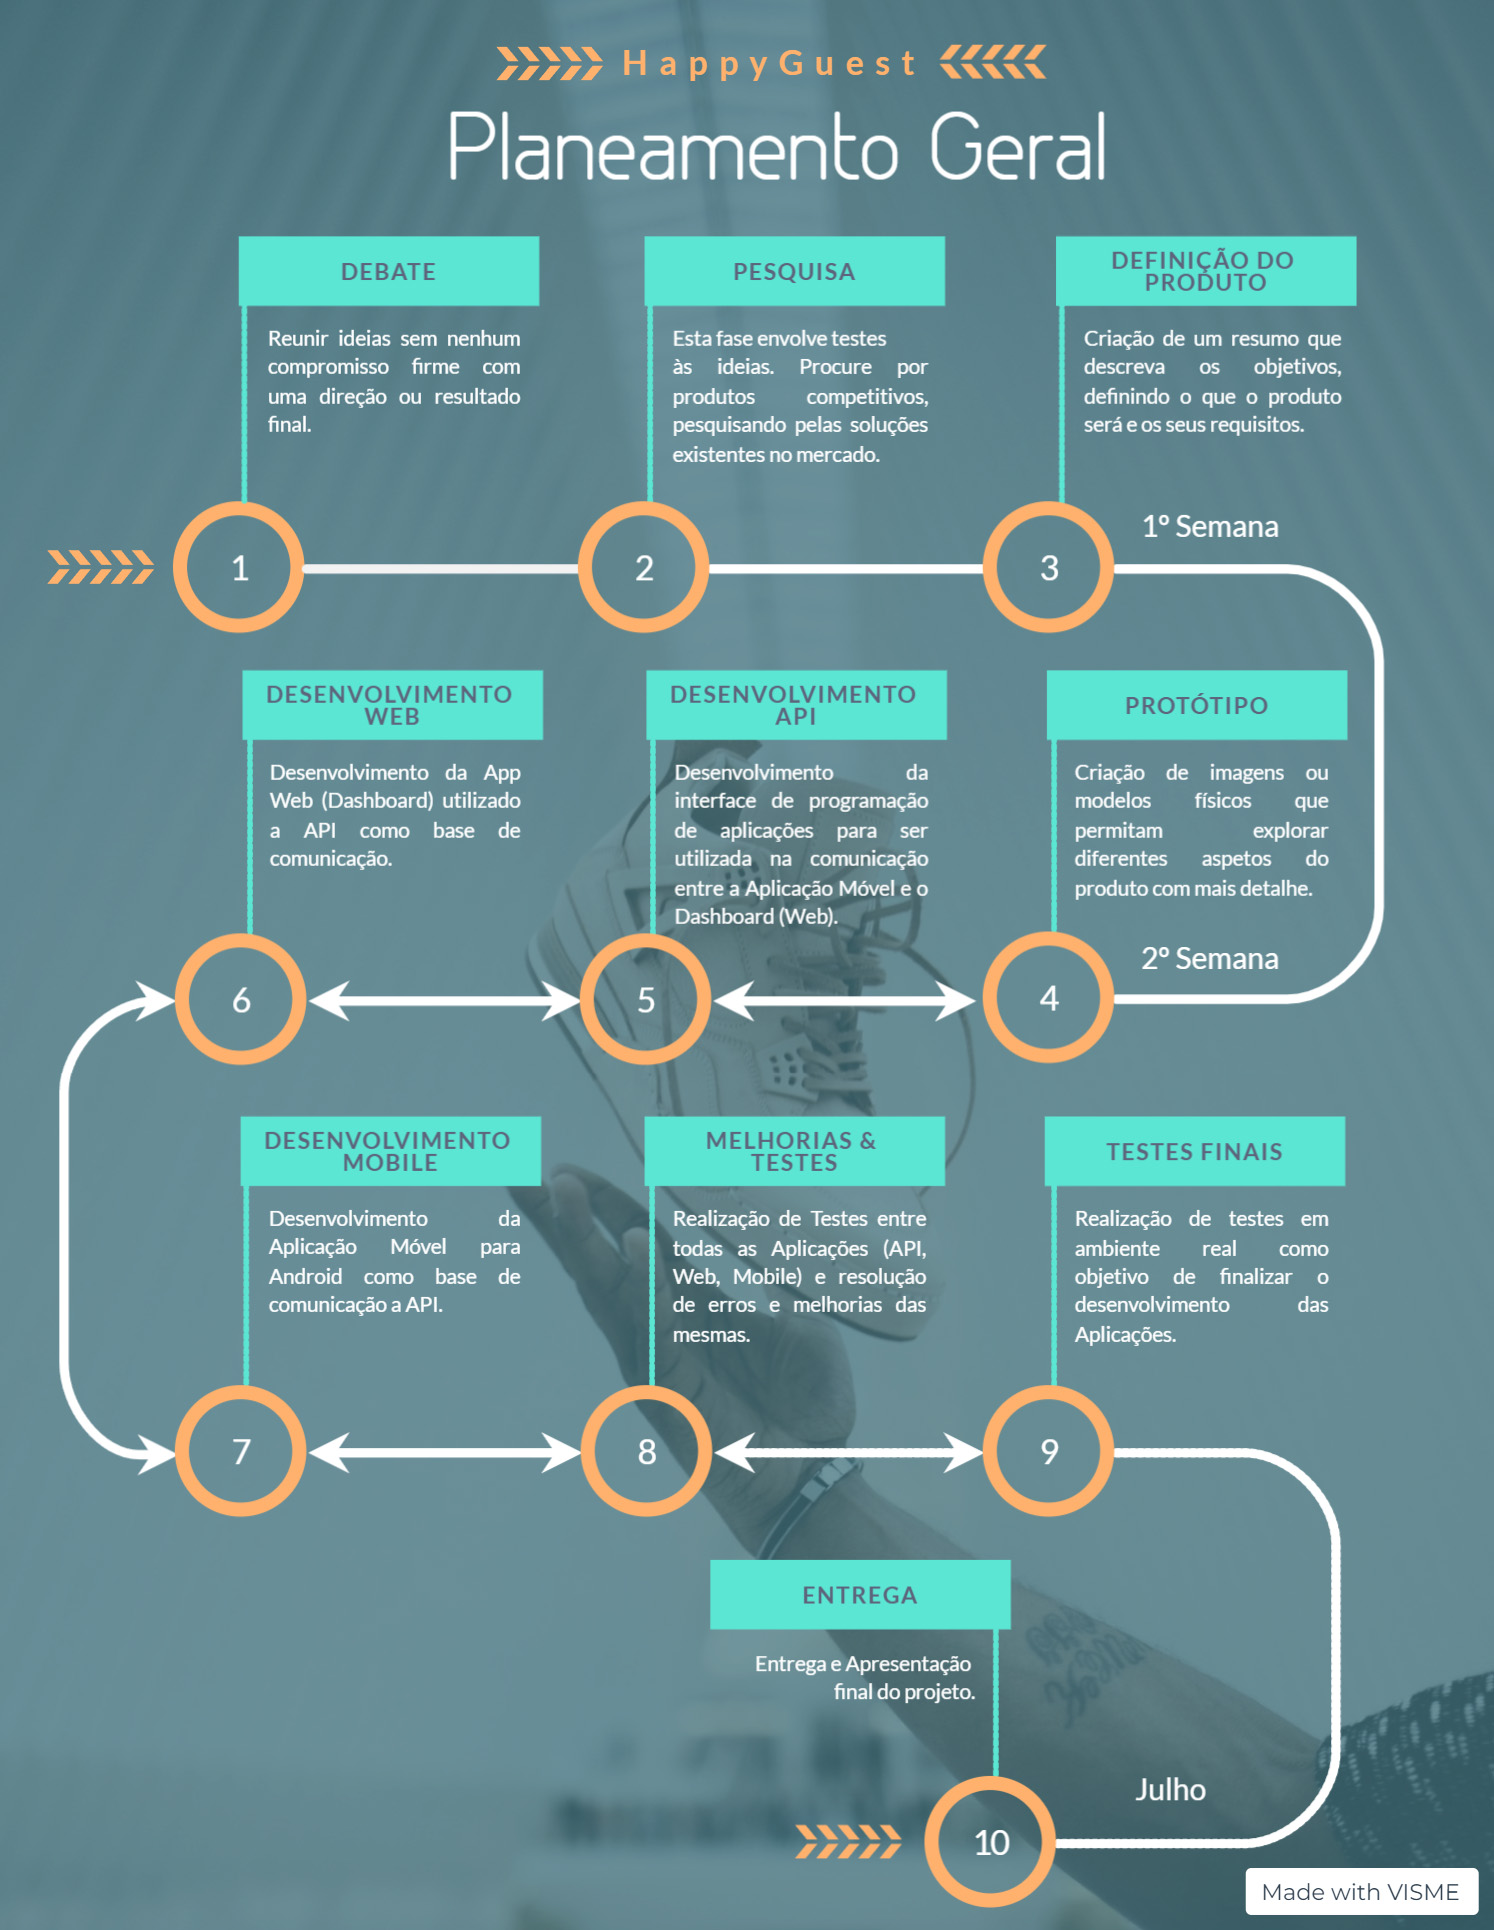 HappyGuest
Planeamento Geral
DEBATE
Reunir ideias sem nenhum
compromisso firme com
uma direção ou resultado
final.
PESQUISA
Esta fase envolve testes
às ideias. Procure por
produtos competitivos,
pesquisando pelas soluções
existentes no mercado.
DEFINIÇÃO DO
PRODUTO
Criação de um resumo que
descreva os objetivos,
definindo o que o produto
será e os seus requisitos.
1
2
3
1º Semana
DESENVOLVIMENTO
WEB
Desenvolvimento da App
Web (Dashboard) utilizado
a API como base de
comunicação.
DESENVOLVIMENTO
API
Desenvolvimento da
interface de programação
de aplicações para ser
utilizada na comunicação
entre a Aplicação Móvel e o
Dashboard (Web).
PROTÓTIPO
Criação de imagens ou
modelos físicos que
permitam explorar
diferentes aspetos do
produto com mais detalhe.
6
5
4
2º Semana
DESENVOLVIMENTO
MOBILE
Desenvolvimento da
Aplicação Móvel para
Android como base de
comunicação a API.
MELHORIAS &
TESTES
Realização de Testes entre
todas as Aplicações (API,
Web, Mobile) e resolução
de erros e melhorias das
mesmas.
TESTES FINAIS
Realização de testes em
ambiente real como
objetivo de finalizar o
desenvolvimento das
Aplicações.
7
8
9
ENTREGA
Entrega e Apresentação
final do projeto.
Julho
10
Made with VISME